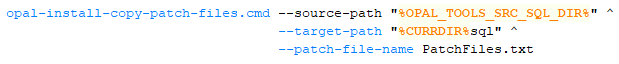 opal-install-copy-patch-files.cmd --source-path "%OPAL_TOOLS_SRC_SQL_DIR%" ^
--target-path "%CURRDIR%sql" ^
--patch-file-name PatchFiles.txt